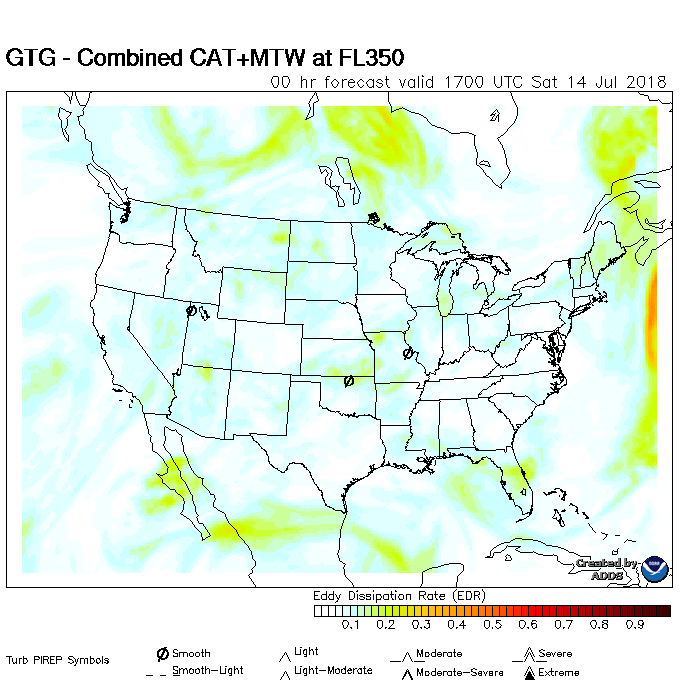 GTG - Combined CAT+MTW at FL350
00 hr forecast valid 1700 UTC Sat 14 Jul 2018
Created by
ADDS
Eddy Dissipation Rate (EDR)
0.1 0.2 0.3 0.4 0.5 0.6 0.7 0.8 0.9
Turb PIREP Symbols
Smooth Light Moderate Severe
Smooth-Light Light-Moderate Moderate-Severe Extreme